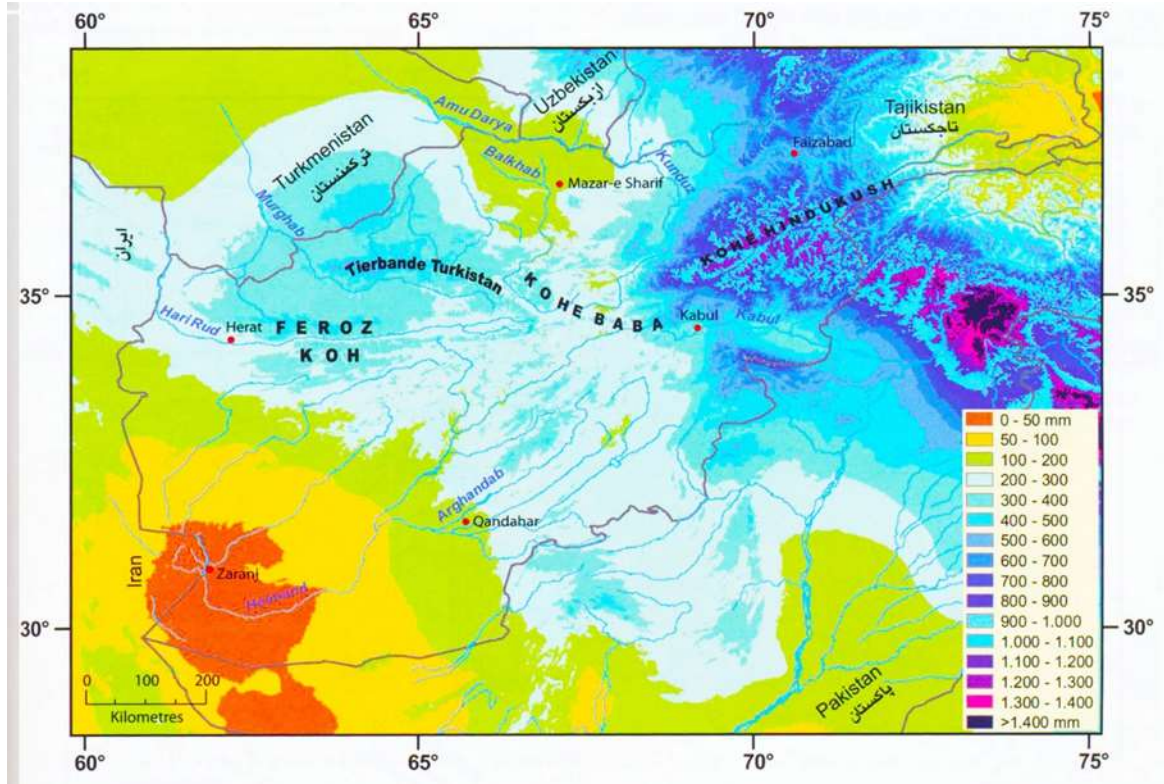 60°
65°
70°
75°
Uzbekistan
ازبکستان
Tajikistan
تاجکستان
Amu Darya
Turkmenistan
ترکمنستان
Faizabad
Balkhab
Kunduz
Mazar-e Sharif
Murghab
ایران
KOHE HINDUKUSH
Tierbande Turkistan
35°
35°
KOHE BABA
Hari Rud
Herat
FEROZ
KOH
Kabul
Kabul
0 - 50 mm
50 - 100
100 - 200
200 - 300
300 - 400
400 - 500
500 - 600
600 - 700
700 - 800
800 - 900
900 - 1.000
1.000 - 1.100
1.100 - 1.200
1.200 - 1.300
1.300 - 1.400
>1.400 mm
Arghandab
Qandahar
Iran
Zaranj
Helmand
30°
30°
0 100 200
Kilometres
Pakistan
پاکستان
60°
65°
70°
75°